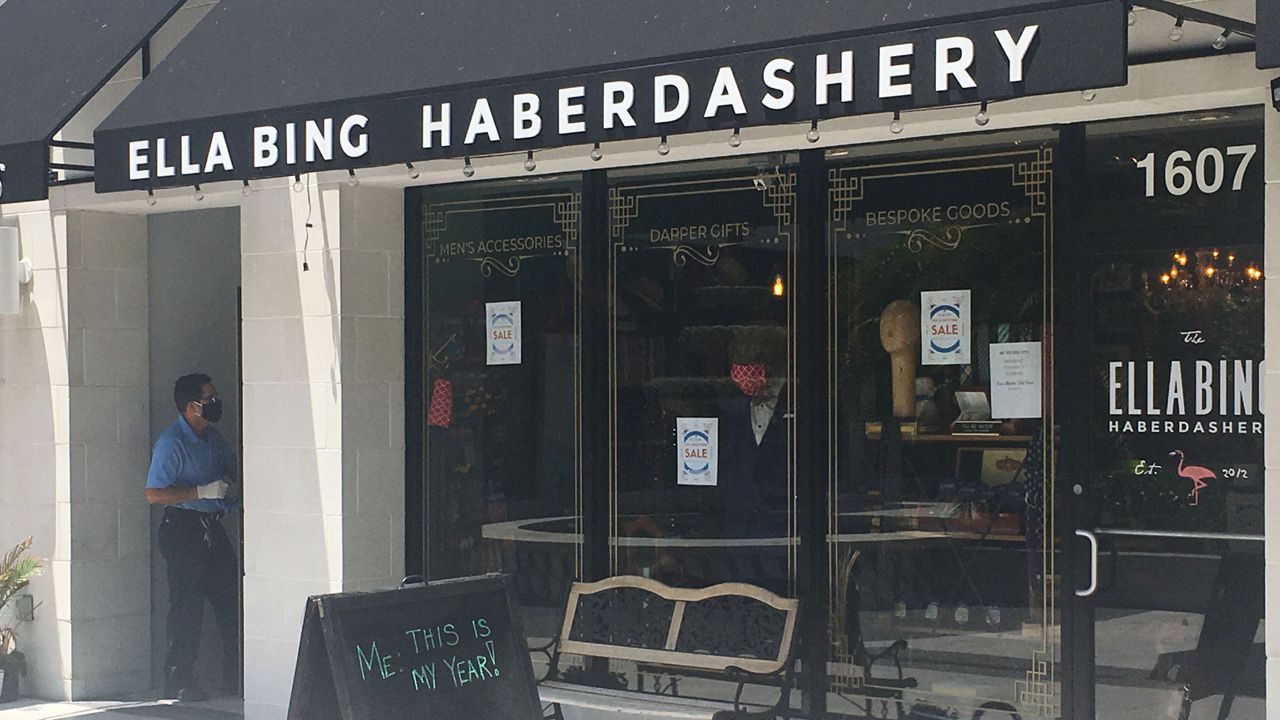 ELLA BING HABERDASHERY
1607
MEN'S ACCESSORIES
DAPPER GIFTS
BESPOKE GOODS
SALE
SALE
SALE
The
ELLA BING
HABERDASHER
Est. 2012
ME: THIS IS
MY YEAR!